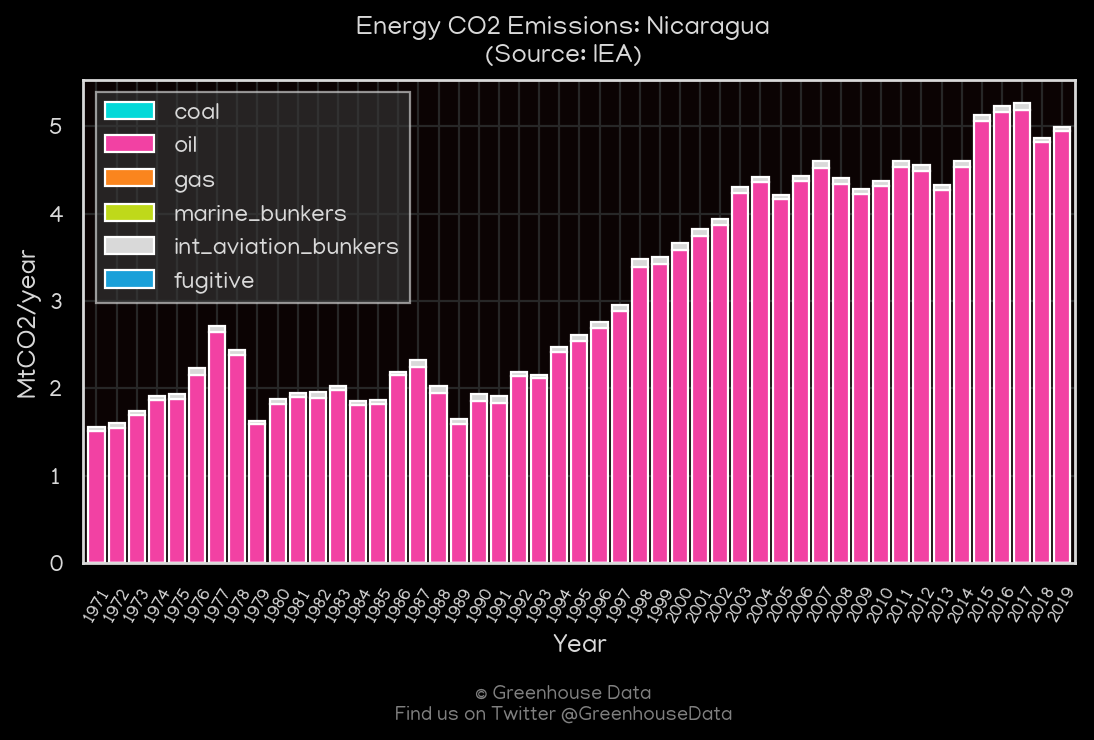 Energy CO2 Emissions: Nicaragua
(Source: IEA)
coal
oil
gas
marine_bunkers
int_aviation_bunkers
fugitive
MtCO2/year
5
4
3
2
1
0
1971 1972 1973 1974 1975 1976 1977 1978 1979 1980 1981 1982 1983 1984 1985 1986 1987 1988 1989 1990 1991 1992 1993 1994 1995 1996 1997 1998 1999 2000 2001 2002 2003 2004 2005 2006 2007 2008 2009 2010 2011 2012 2013 2014 2015 2016 2017 2018 2019
Year
© Greenhouse Data
Find us on Twitter @GreenhouseData